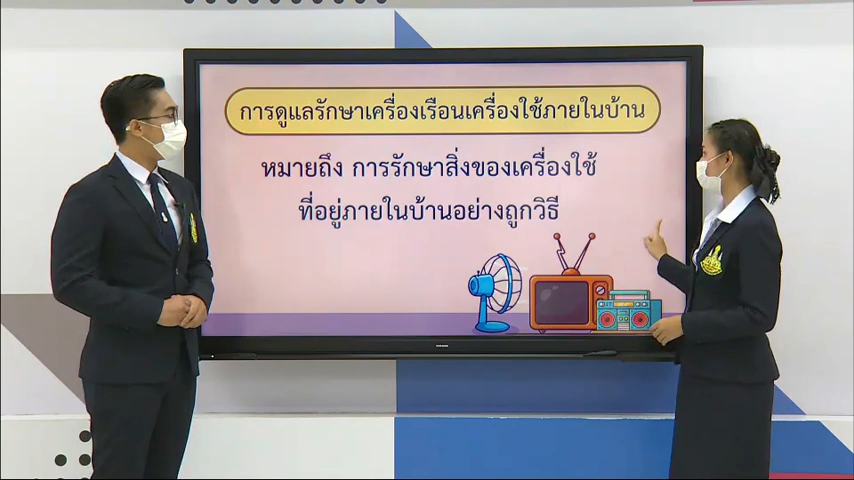 การดูแลรักษาเครื่องเรือนเครื่องใช้ภายในบ้าน
หมายถึง การรักษาสิ่งของเครื่องใช้
ที่อยู่ภายในบ้านอย่างถูกวิธี